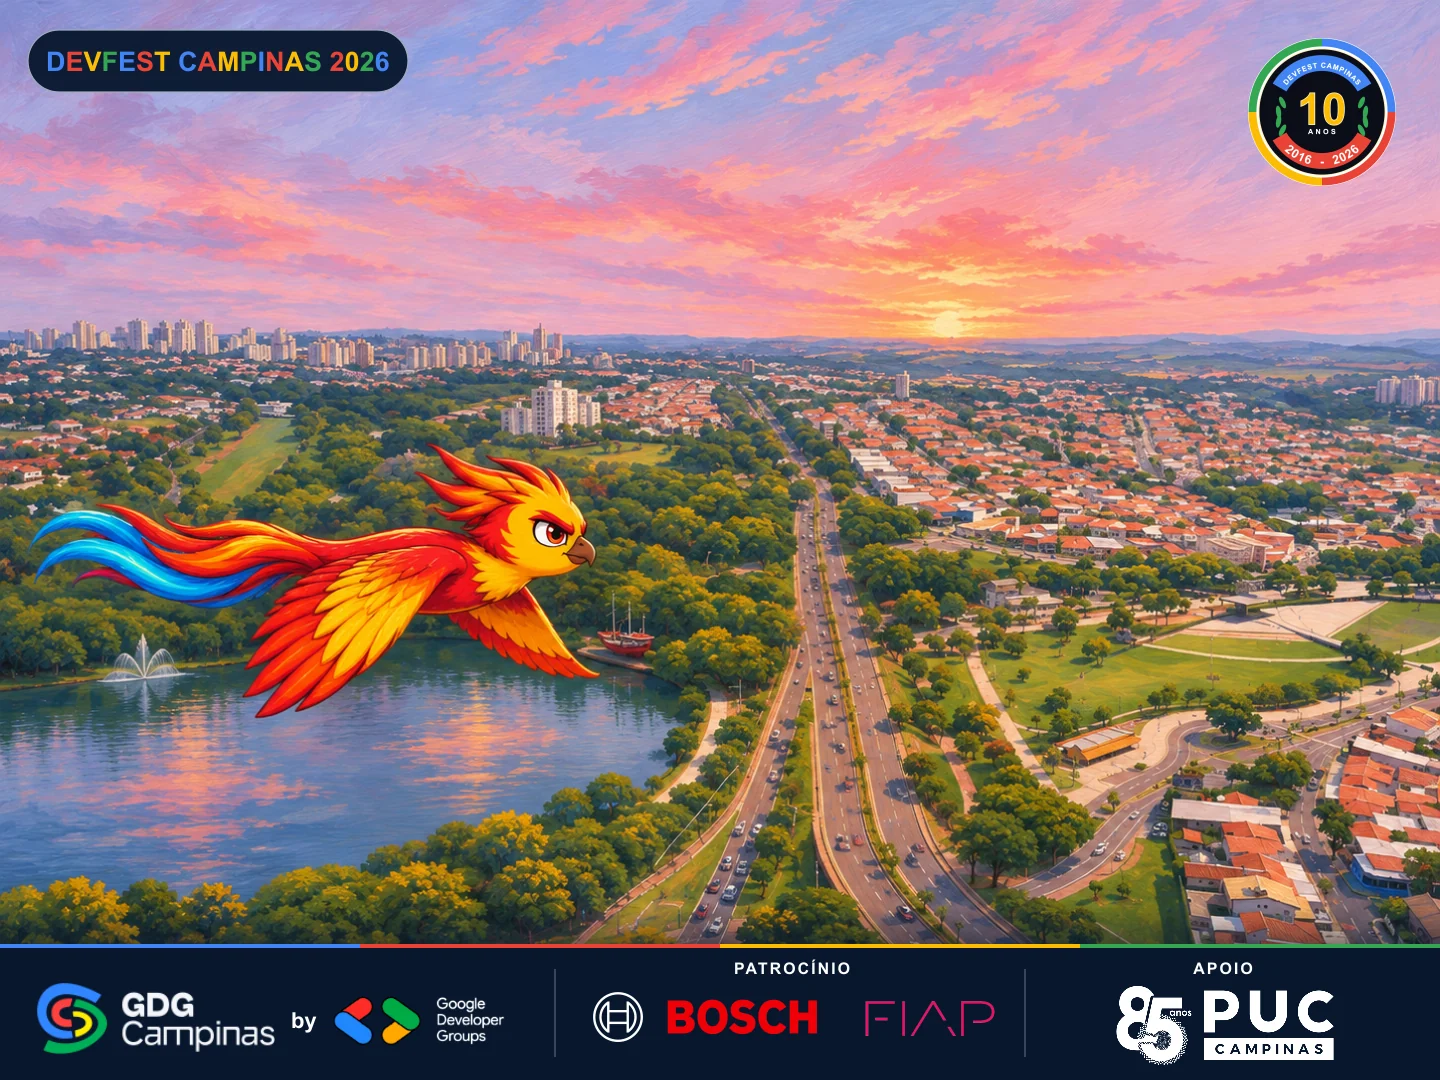 DEVFEST CAMPINAS 2026
DEVFEST CAMPINAS
10
ANOS
2016 - 2026
GDG
Campinas
by
Google
Developer
Groups
PATROCÍNIO
BOSCH
FIAP
APOIO
85 anos
PUC
CAMPINAS